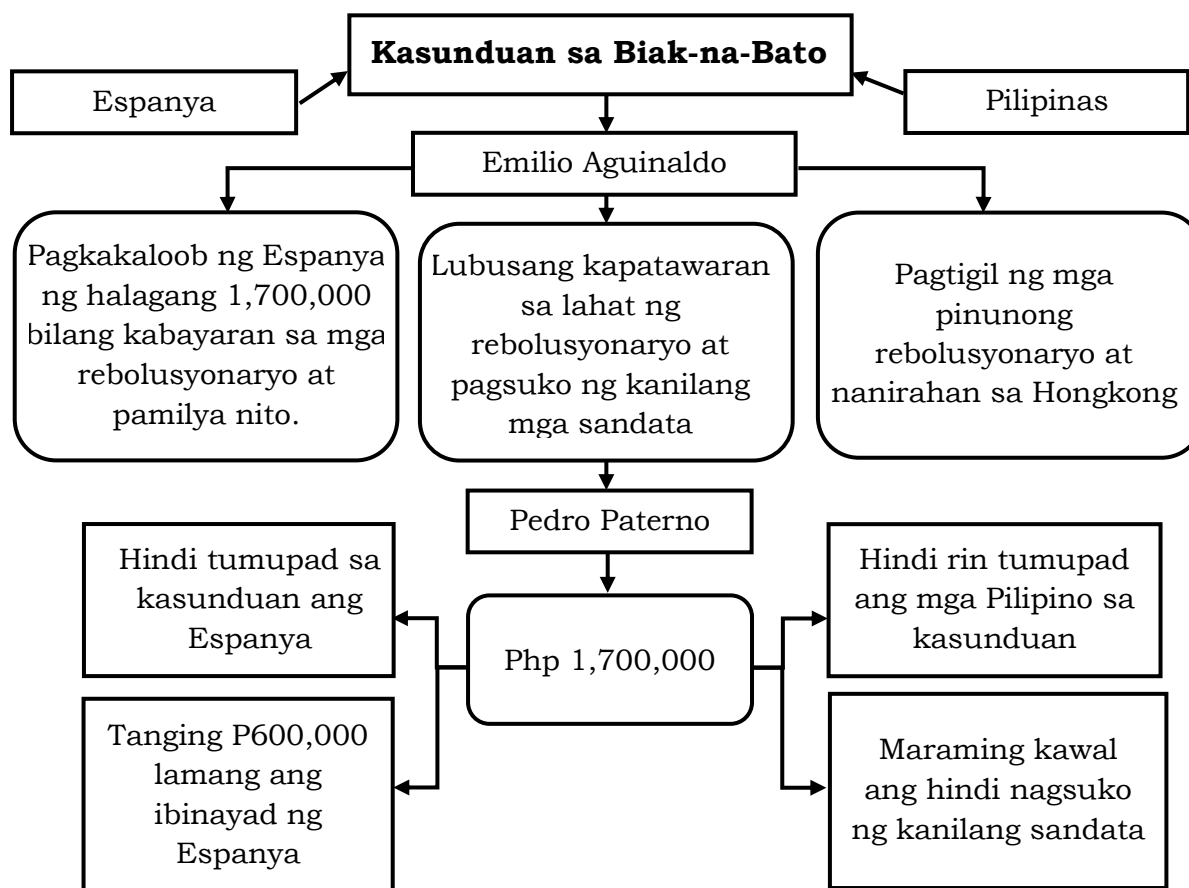 Kasunduan sa Biak-na-Bato
Espanya
Pilipinas
Emilio Aguinaldo
Pagkakaloob ng Espanya
ng halagang 1,700,000
bilang kabayaran sa mga
rebolusyonaryo at
pamilya nito.
Lubusang kapatawaran
sa lahat ng
rebolusyonaryo at
pagsuko ng kanilang
mga sandata
Pagtigil ng mga
pinunong
rebolusyonaryo at
nanirahan sa Hongkong
Pedro Paterno
Hindi tumupad sa
kasunduan ang
Espanya
Php 1,700,000
Hindi rin tumupad
ang mga Pilipino sa
kasunduan
Tanging P600,000
lamang ang
ibinayad ng
Espanya
Maraming kawal
ang hindi nagsuko
ng kanilang sandata